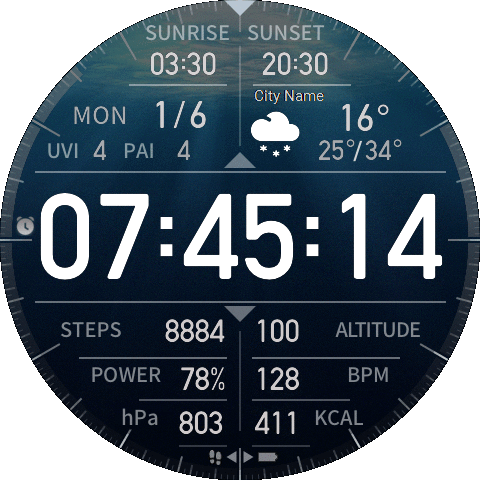 SUNRISE SUNSET
03:30 20:30
City Name
MON 1/6 16°
UVI 4 PAI 4 25°/34°
07:45:14
STEPS 8884 100 ALTITUDE
POWER 78% 128 BPM
hPa 803 411 KCAL